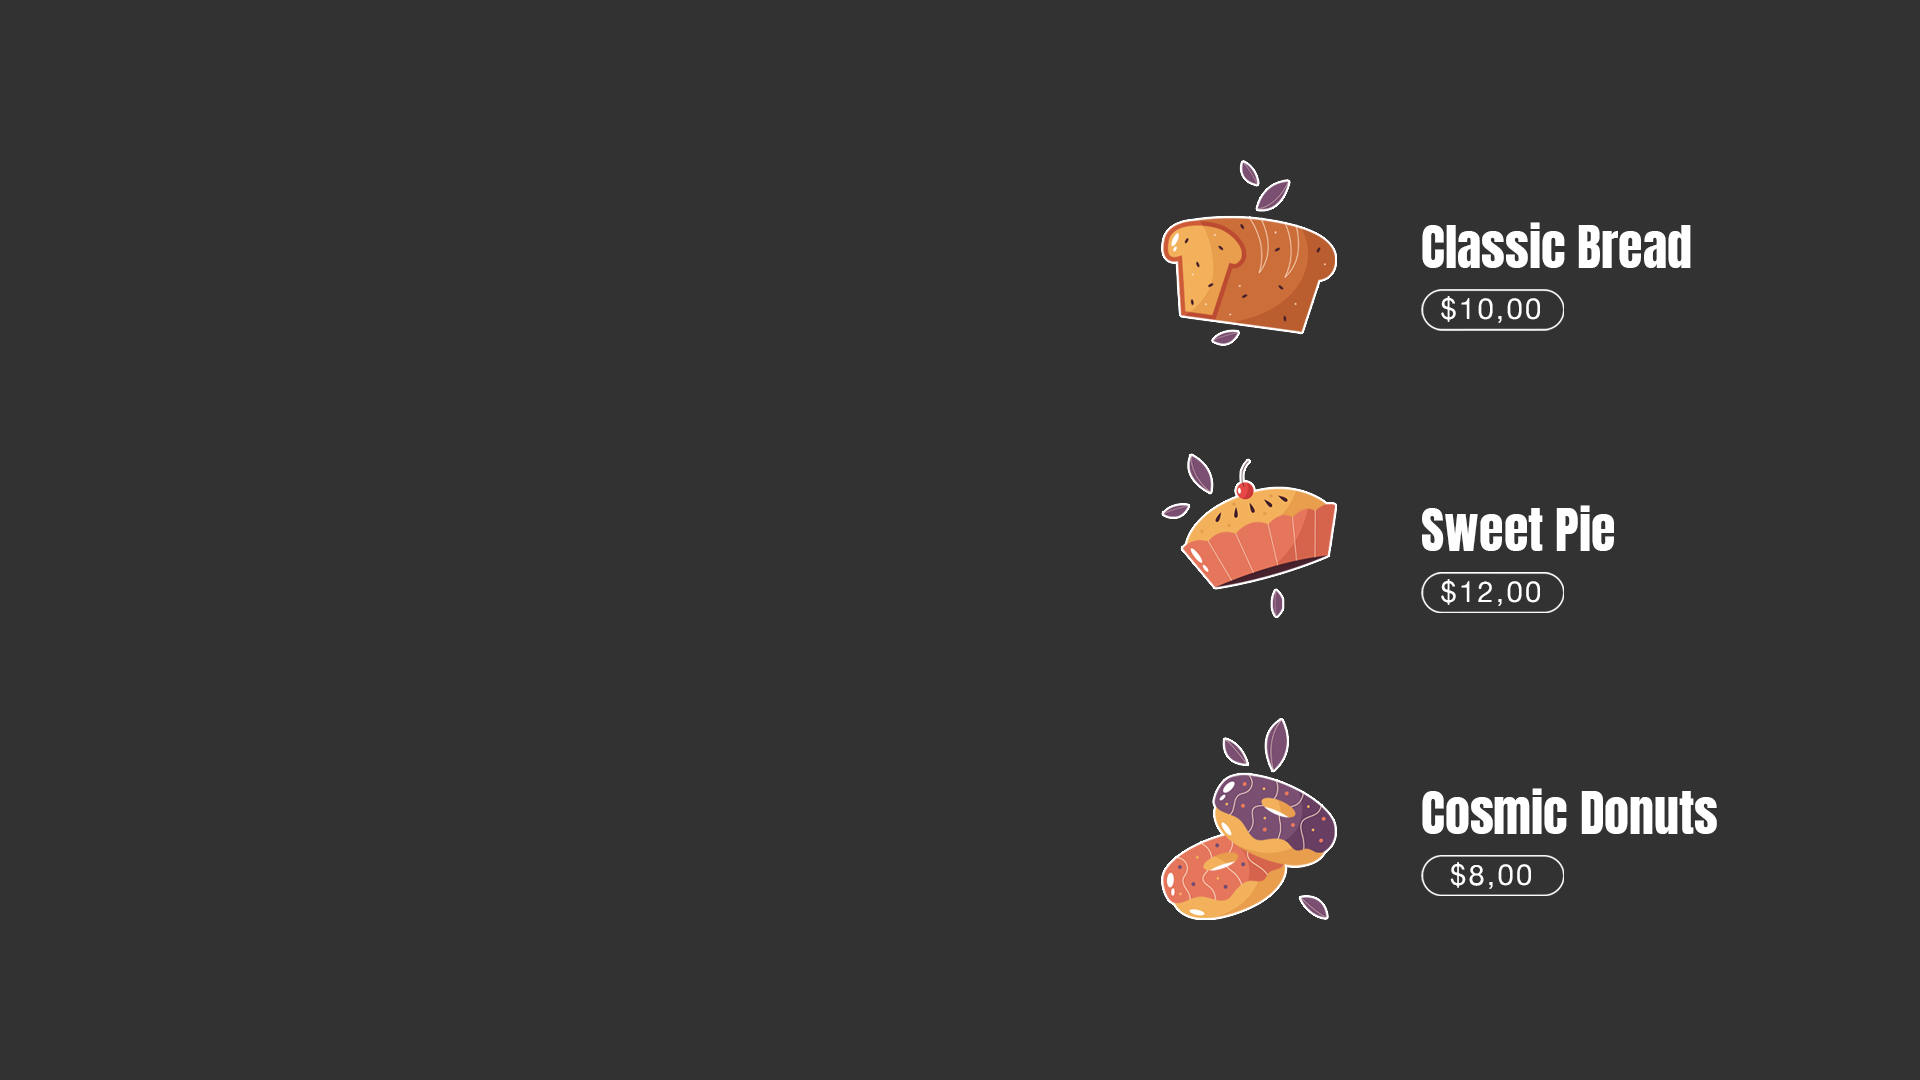 Classic Bread
$10,00
Sweet Pie
$12,00
Cosmic Donuts
$8,00